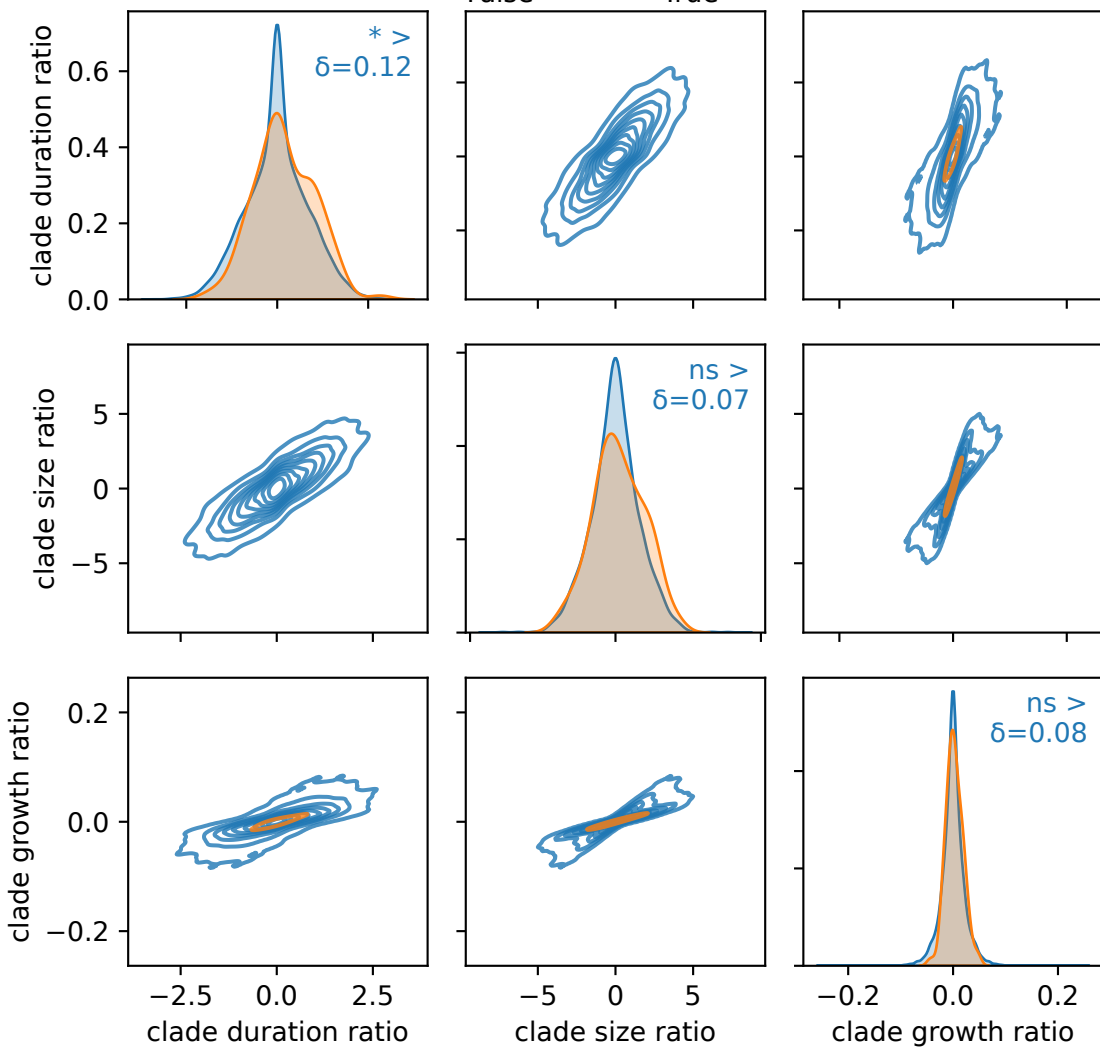 True
clade duration ratio
0.6
0.4
0.2
0.0
* >
δ=0.12
clade size ratio
5
0
−5
ns >
δ=0.07
clade growth ratio
0.2
0.0
−0.2
ns >
δ=0.08
−2.5 0.0 2.5
−5 0 5
−0.2 0.0 0.2
clade duration ratio
clade size ratio
clade growth ratio